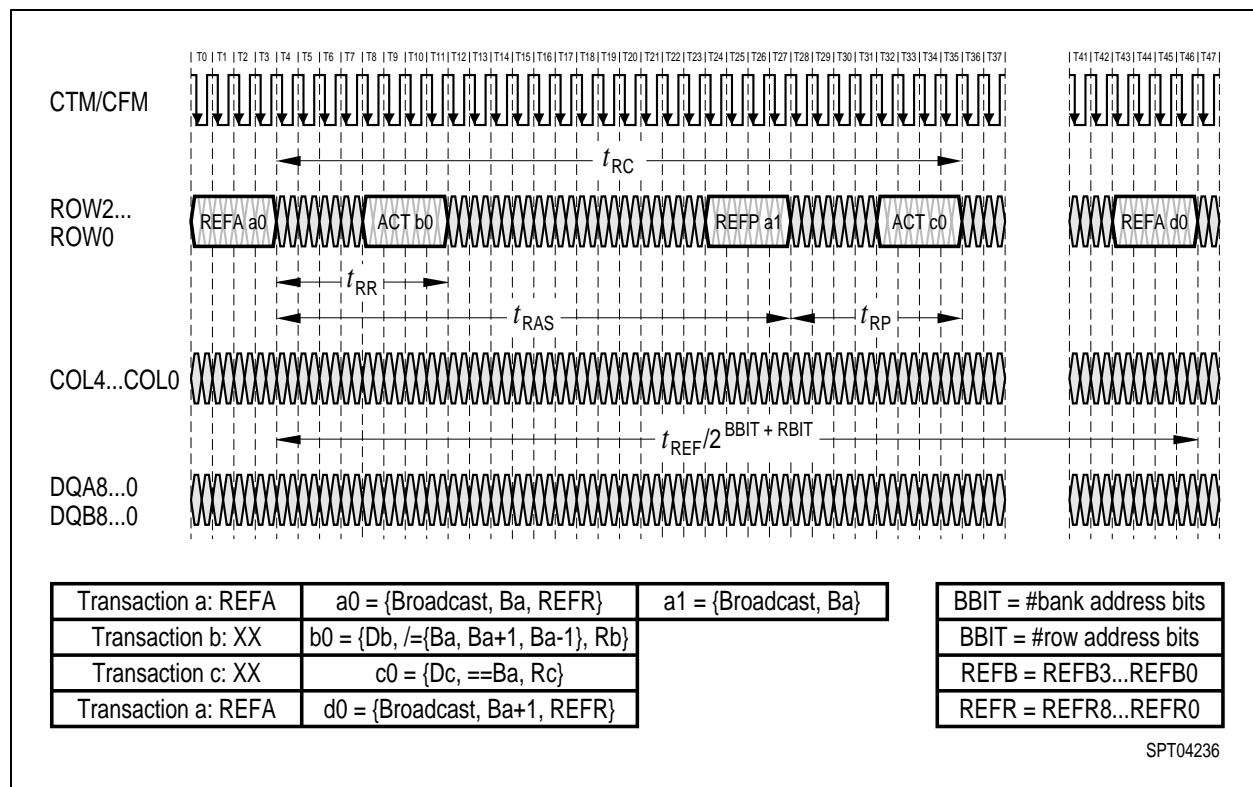 T0 T1 T2 T3 T4 T5 T6 T7 T8 T9 T10 T11 T12 T13 T14 T15 T16 T17 T18 T19 T20 T21 T22 T23 T24 T25 T26 T27 T28 T29 T30 T31 T32 T33 T34 T35 T36 T37 T41 T42 T43 T44 T45 T46 T47
CTM/CFM
tRC
ROW2...
ROW0
REFA a0 ACT b0 REFP a1 ACT c0 REFA d0
tRR
tRAS tRP
COL4...COL0
tREF/2BBIT + RBIT
DQA8...0
DQB8...0
Transaction a: REFA a0 = {Broadcast, Ba, REFR} a1 = {Broadcast, Ba}
Transaction b: XX b0 = {Db, /={Ba, Ba+1, Ba-1}, Rb}
Transaction c: XX c0 = {Dc, ==Ba, Rc}
Transaction a: REFA d0 = {Broadcast, Ba+1, REFR}
BBIT = #bank address bits
BBIT = #row address bits
REFB = REFB3...REFB0
REFR = REFR8...REFR0
SPT04236